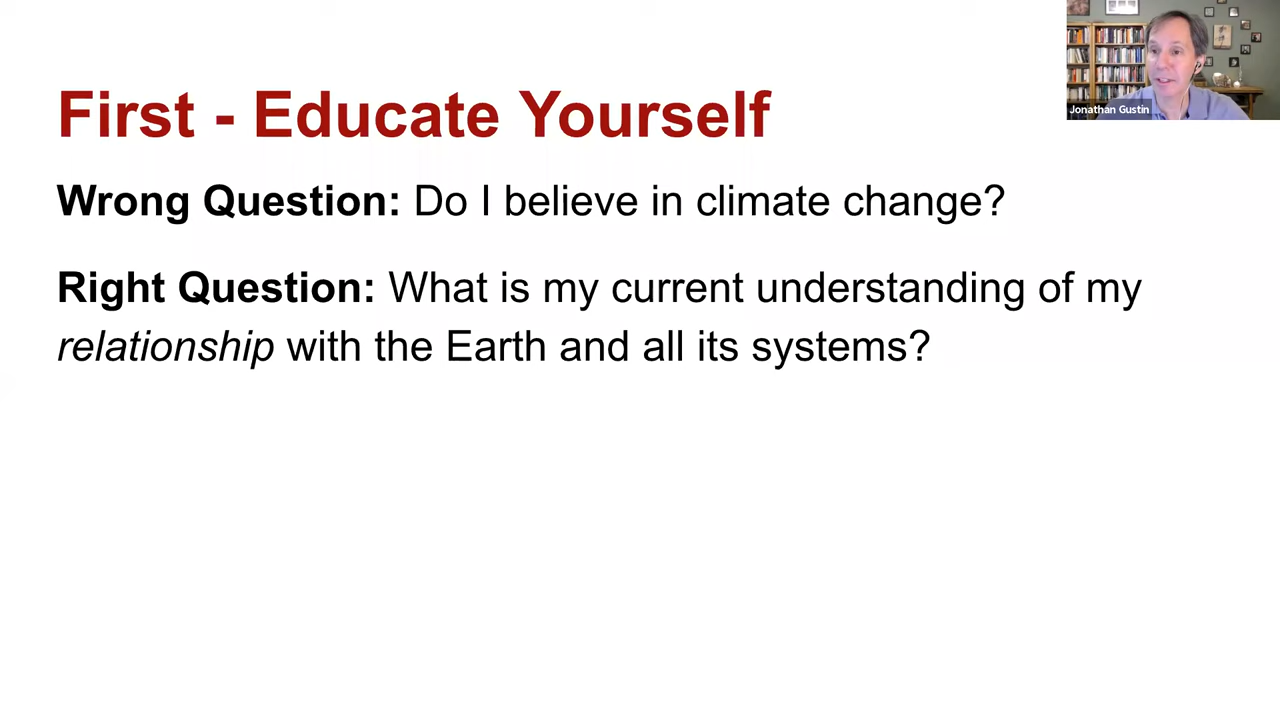 First - Educate Yourself
Wrong Question: Do I believe in climate change?
Right Question: What is my current understanding of my
relationship with the Earth and all its systems?
Jonathan Gustin